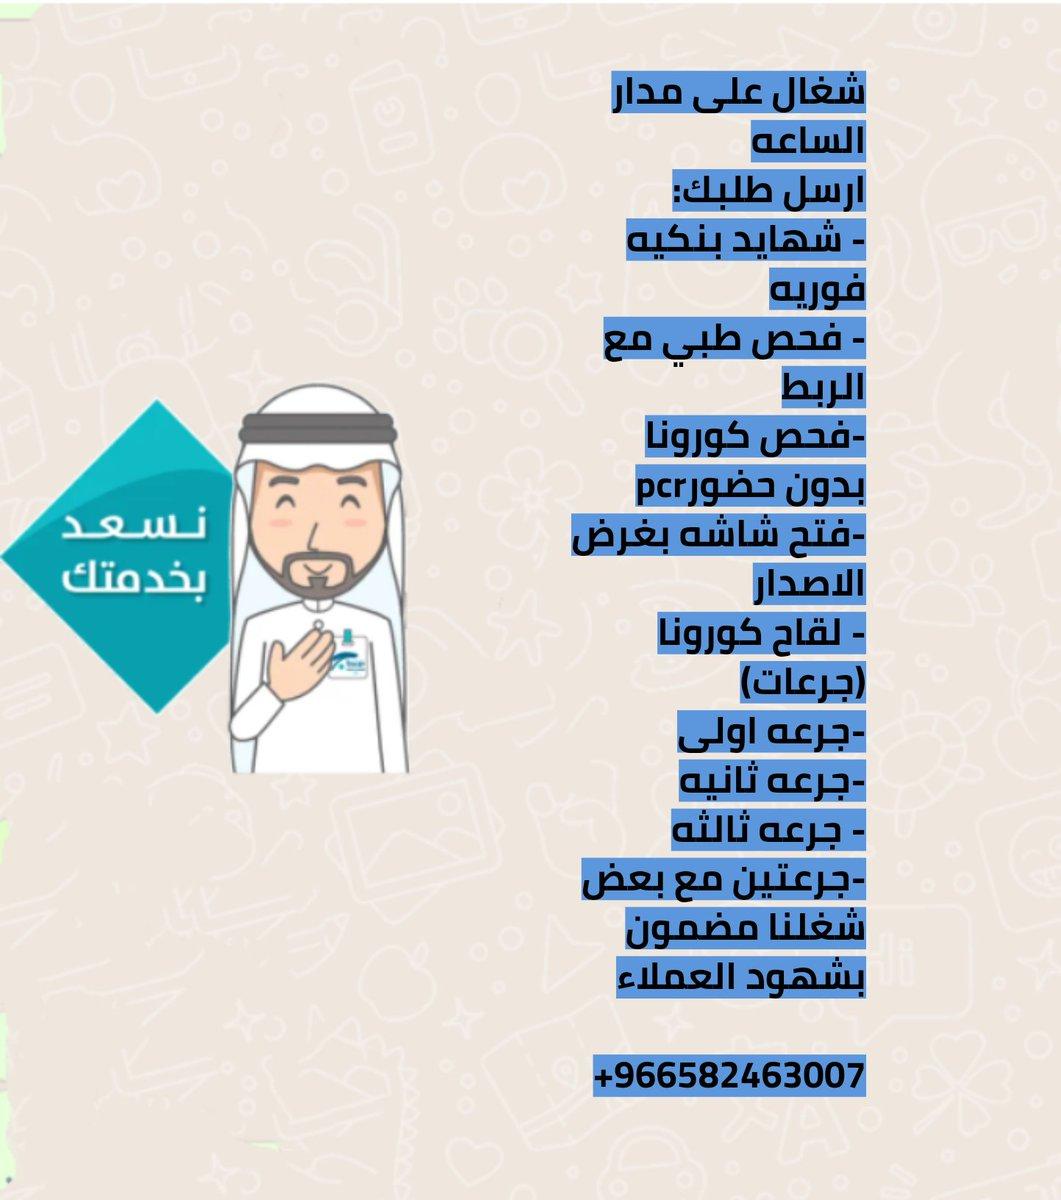 شغال على مدار
الساعه
ارسل طلبك:
- شهايد بنكيه
فوريه
- فحص طبي مع
الربط
-فحص كورونا
بدون حضورpcr
-فتح شاشه بغرض
الاصدار
- لقاح كورونا
(جرعات)
-جرعه اولى
-جرعه ثانيه
- جرعه ثالثه
-جرعتين مع بعض
شغلنا مضمون
بشهود العملاء
+966582463007
نسعد
بخدمتك